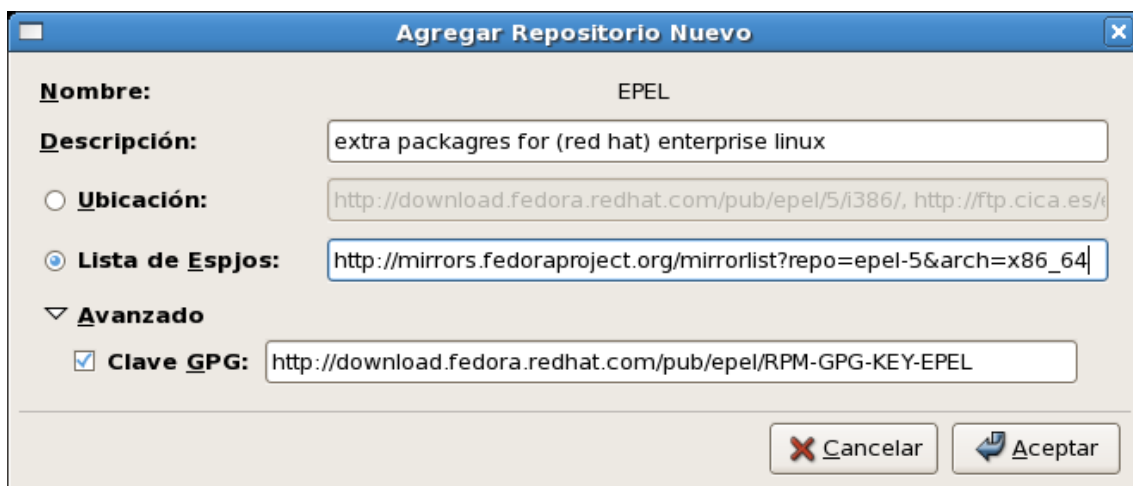 Agregar Repositorio Nuevo
Nombre: EPEL
Descripción: extra packagres for (red hat) enterprise linux
Ubicación: http://download.fedora.redhat.com/pub/epel/5/i386/, http://ftp.cica.es/e
Lista de Espjos: http://mirrors.fedoraproject.org/mirrorlist?repo=epel-5&arch=x86_64
Avanzado
Clave GPG: http://download.fedora.redhat.com/pub/epel/RPM-GPG-KEY-EPEL
Cancelar Aceptar